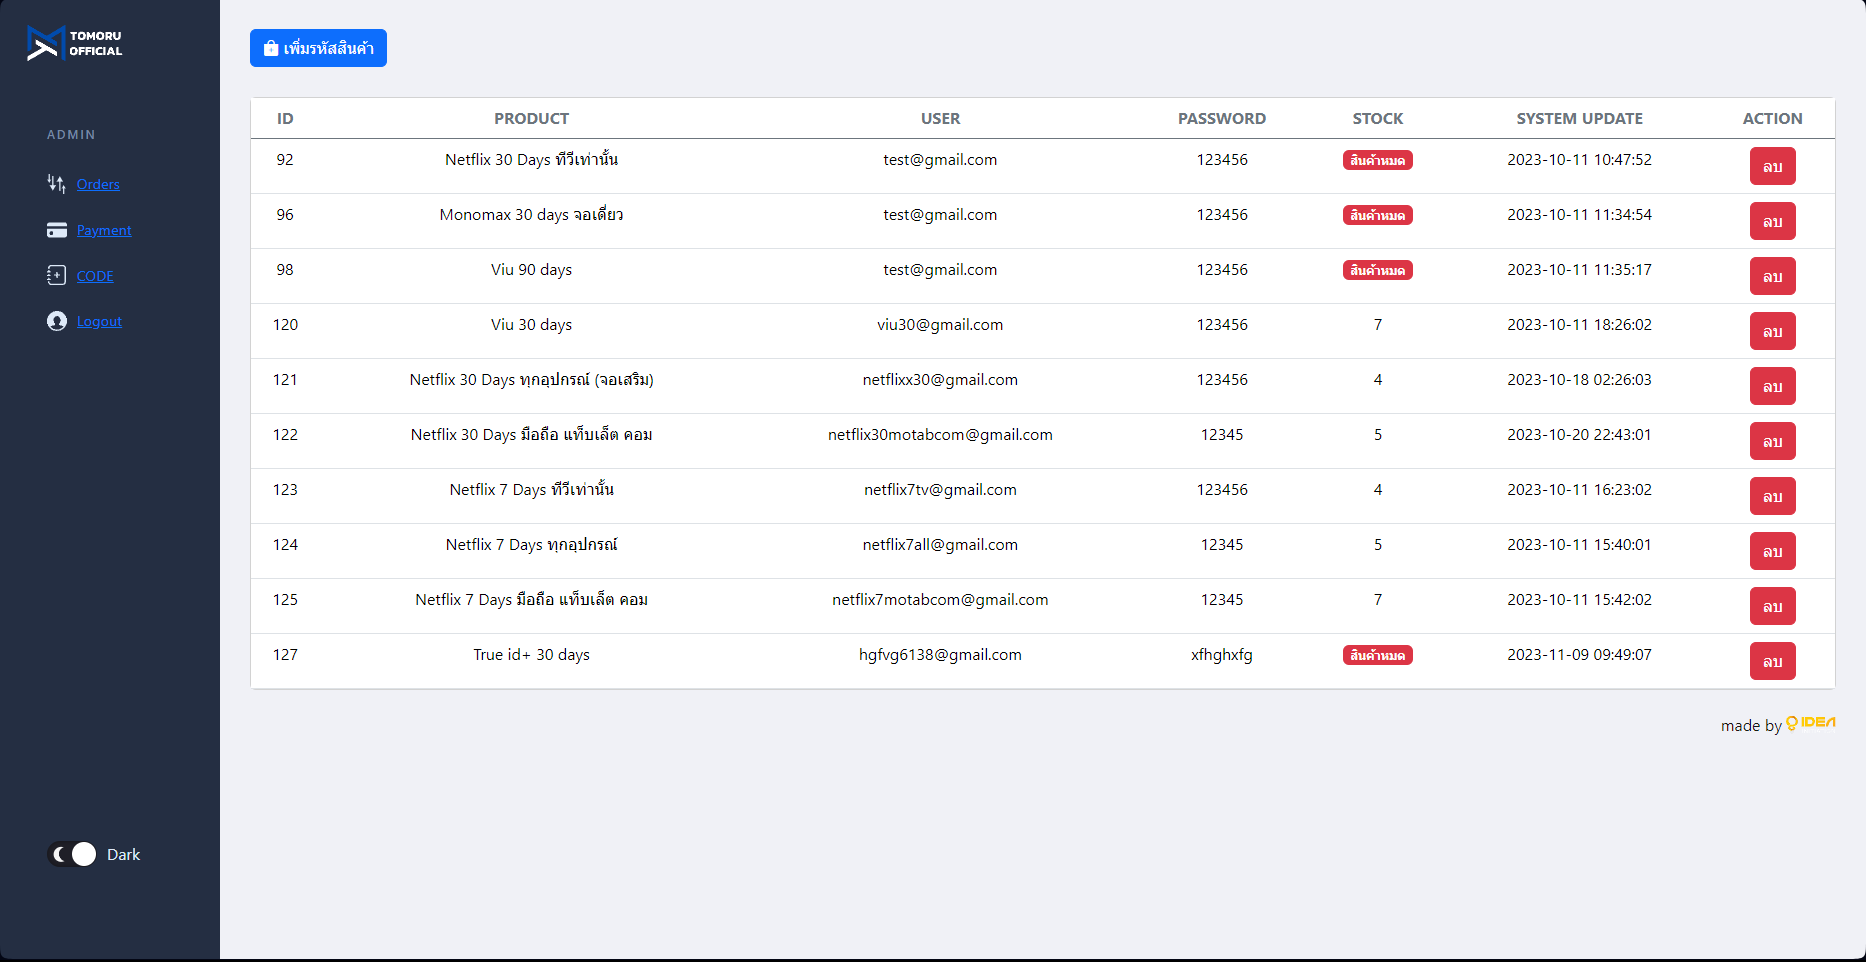 TOMORU
OFFICIAL
ADMIN
Orders
Payment
CODE
Logout
Dark
เพิ่มรหัสสินค้า
ID PRODUCT USER PASSWORD STOCK SYSTEM UPDATE ACTION
92 Netflix 30 Days ทีวีเท่านั้น test@gmail.com 123456 สินค้าหมด 2023-10-11 10:47:52 ลบ
96 Monomax 30 days จอเดี่ยว test@gmail.com 123456 สินค้าหมด 2023-10-11 11:34:54 ลบ
98 Viu 90 days test@gmail.com 123456 สินค้าหมด 2023-10-11 11:35:17 ลบ
120 Viu 30 days viu30@gmail.com 123456 7 2023-10-11 18:26:02 ลบ
121 Netflix 30 Days ทุกอุปกรณ์ (จอเสริม) netflixx30@gmail.com 123456 4 2023-10-18 02:26:03 ลบ
122 Netflix 30 Days มือถือ แท็บเล็ต คอม netflix30motabcom@gmail.com 12345 5 2023-10-20 22:43:01 ลบ
123 Netflix 7 Days ทีวีเท่านั้น netflix7tv@gmail.com 123456 4 2023-10-11 16:23:02 ลบ
124 Netflix 7 Days ทุกอุปกรณ์ netflix7all@gmail.com 12345 5 2023-10-11 15:40:01 ลบ
125 Netflix 7 Days มือถือ แท็บเล็ต คอม netflix7motabcom@gmail.com 12345 7 2023-10-11 15:42:02 ลบ
127 True id+ 30 days hgfvg6138@gmail.com xfhghxfg สินค้าหมด 2023-11-09 09:49:07 ลบ
made by IDEA